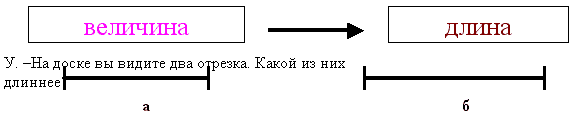 величина
длина
У. –На доске вы видите два отрезка. Какой из них
длиннее
а
б